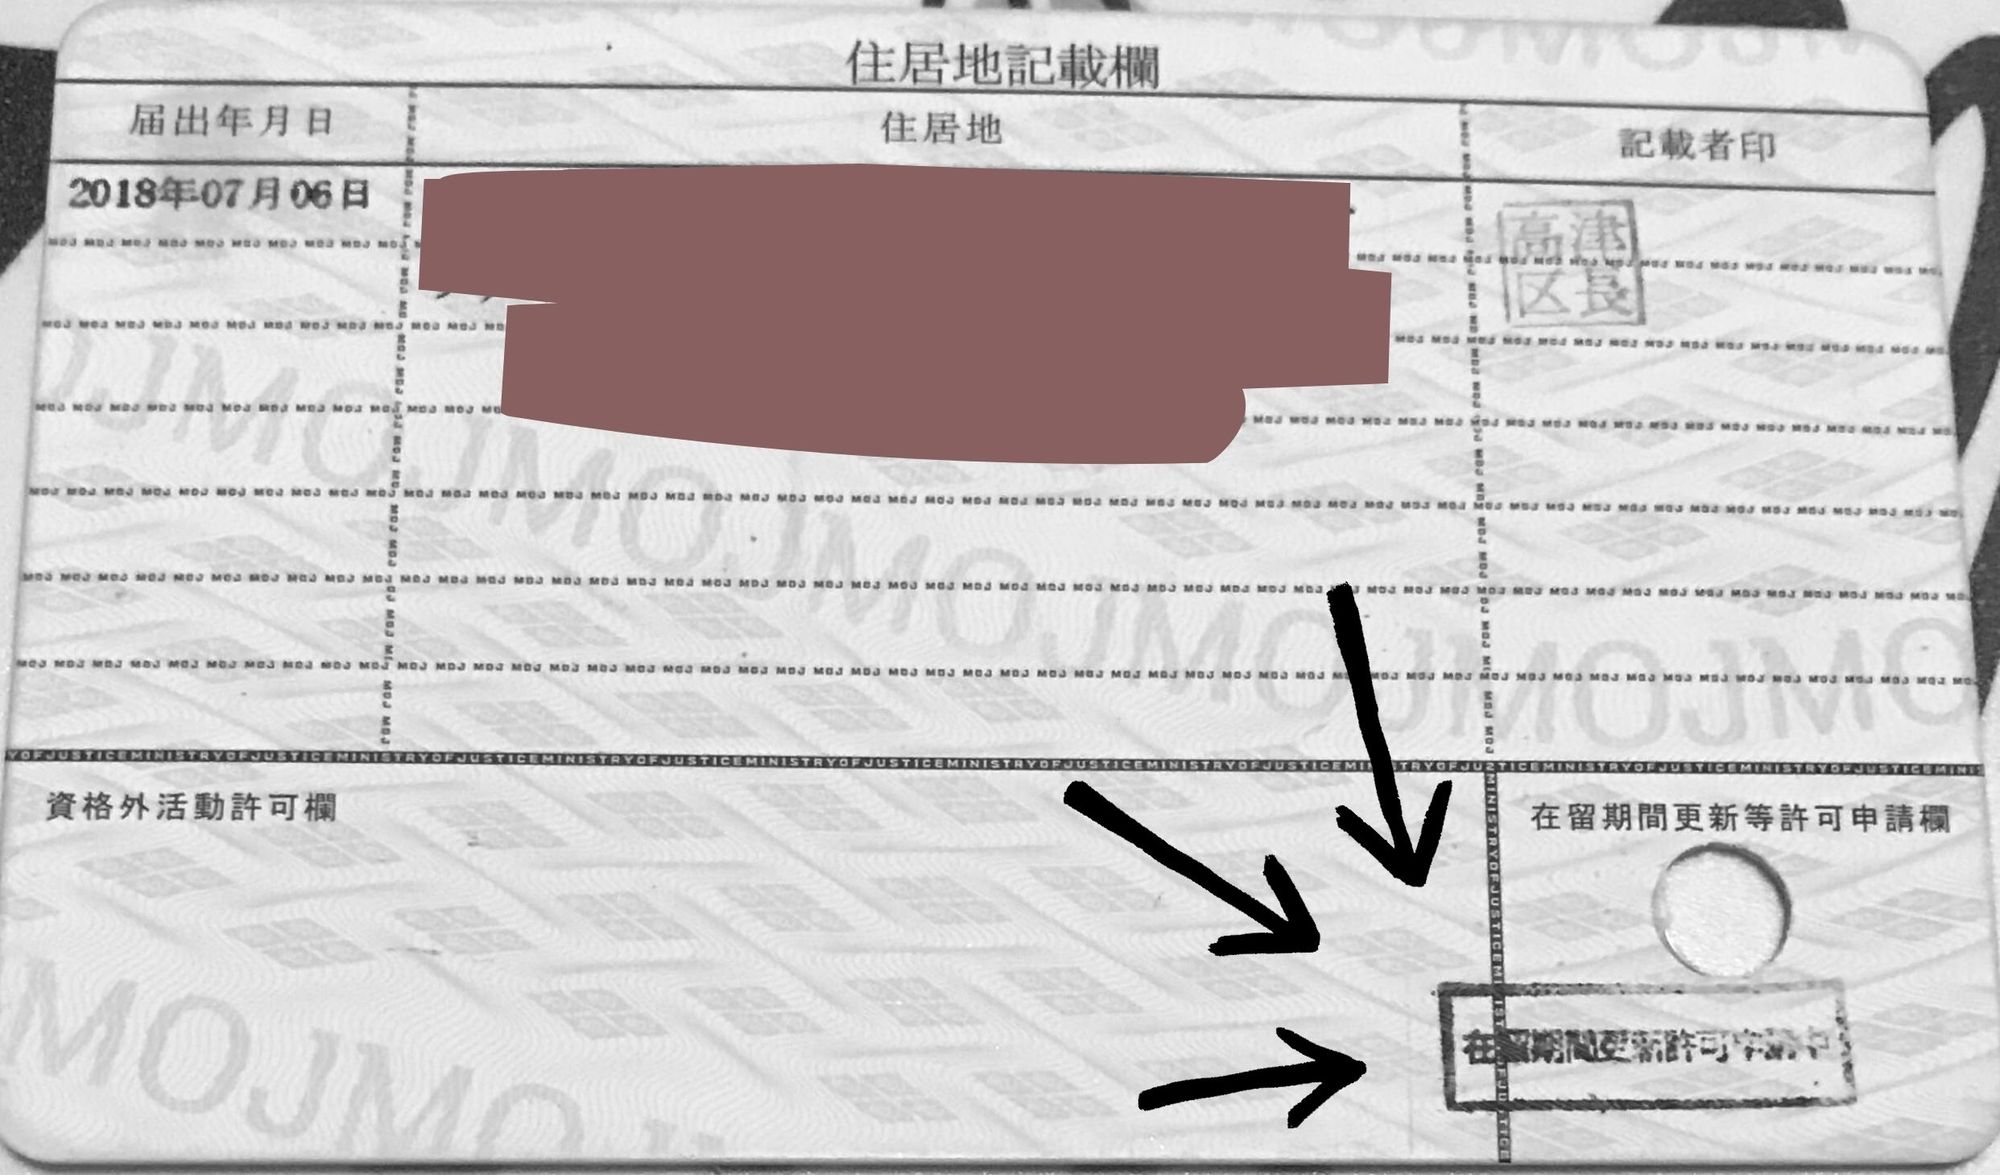 住居地記載欄
届出年月日 住居地 記載者印
2018年07月06日
高津
区長
資格外活動許可欄
在留期間更新等許可申請欄
在留期間更新許可申請中